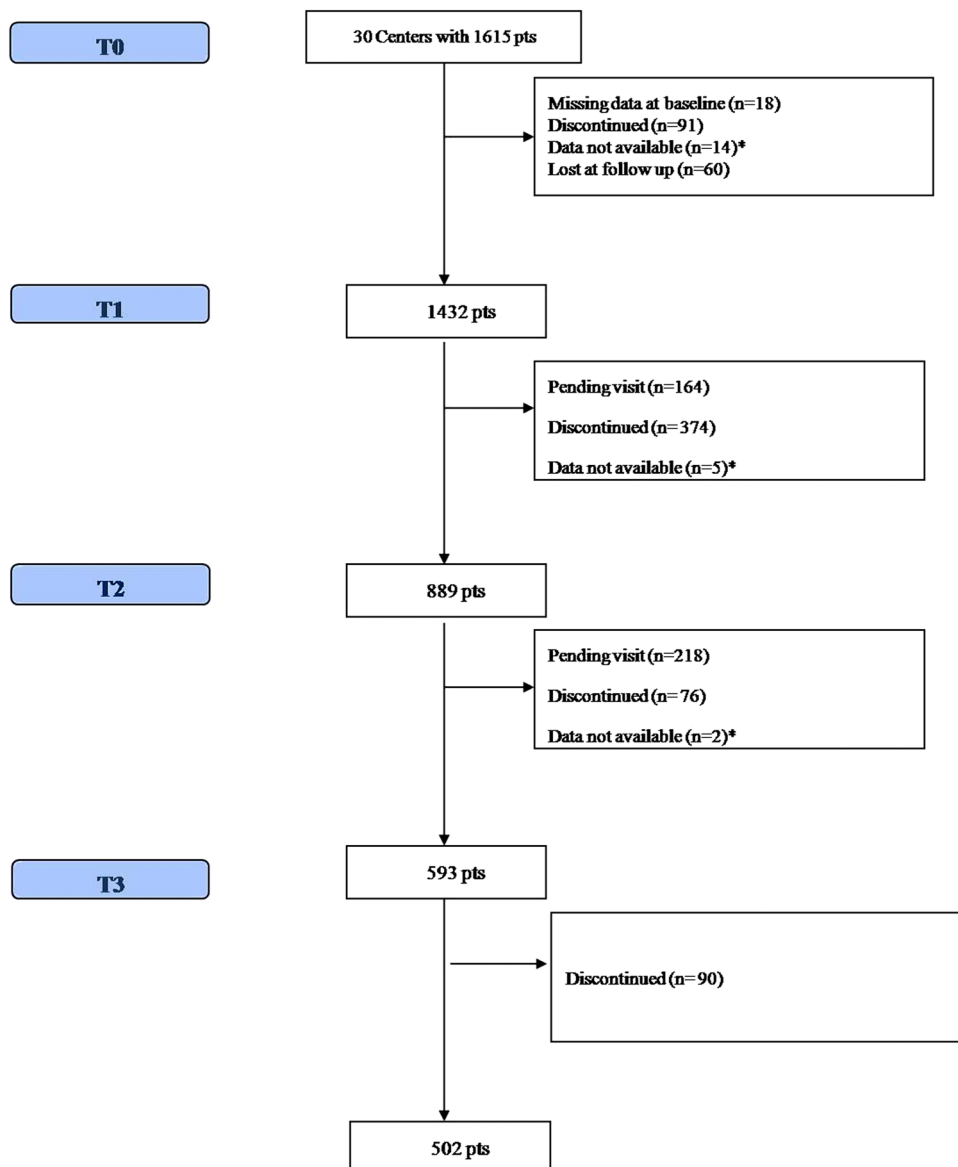 T0
30 Centers with 1615 pts
Missing data at baseline (n=18)
Discontinued (n=91)
Data not available (n=14)*
Lost at follow up (n=60)
T1
1432 pts
Pending visit (n=164)
Discontinued (n=374)
Data not available (n=5)*
T2
889 pts
Pending visit (n=218)
Discontinued (n=76)
Data not available (n=2)*
T3
593 pts
Discontinued (n=90)
502 pts